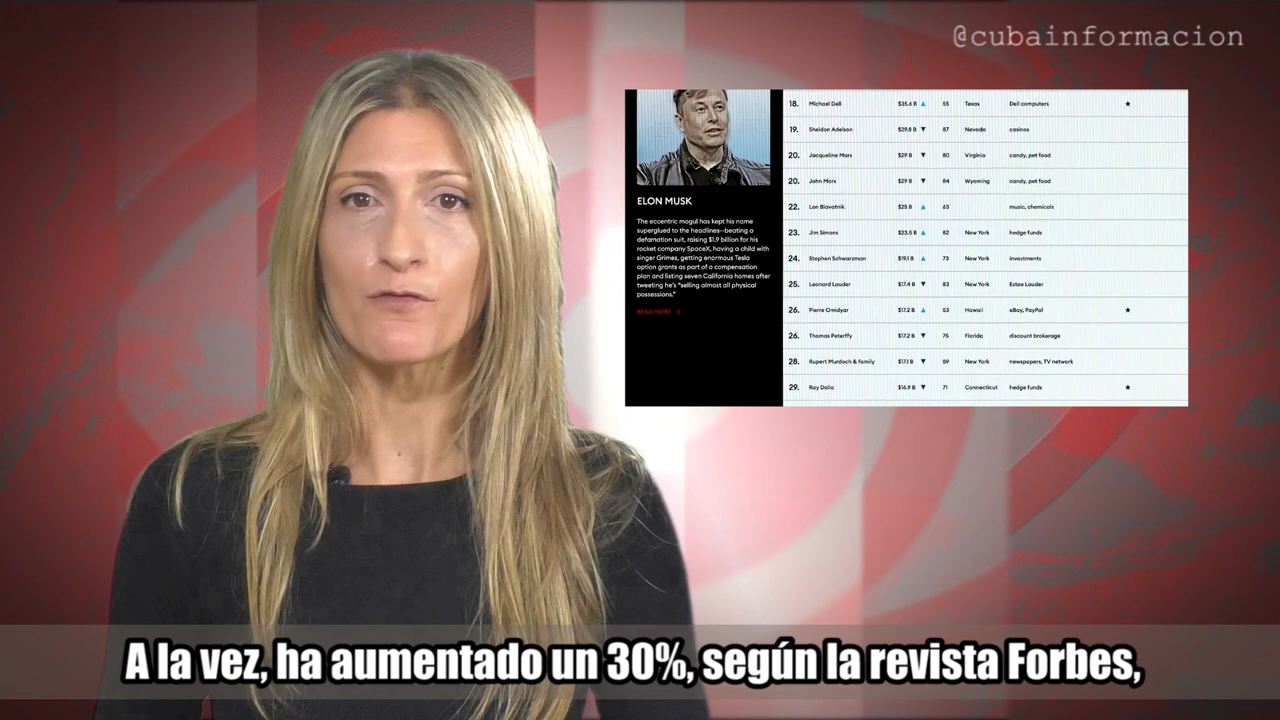 @cubainformacion
ELON MUSK
The eccentric mogul has kept his name
superglued to the headlines—beating a
defamation suit, raising $1.9 billion for his
rocket company SpaceX, having a child with
singer Grimes, getting enormous Tesla
option grants as part of a compensation
plan and listing seven California homes after
tweeting he's "selling almost all physical
possessions."
READ MORE >
18. Michael Dell $35.6 B ▲ 55 Texas Dell computers ★
19. Sheldon Adelson $29.8 B ▼ 87 Nevada casinos
20. Jacqueline Mars $29 B ▼ 80 Virginia candy, pet food
20. John Mars $29 B ▼ 84 Wyoming candy, pet food
22. Len Blavatnik $25 B ▲ 63 music, chemicals
23. Jim Simons $23.5 B ▲ 82 New York hedge funds
24. Stephen Schwarzman $19.1 B ▲ 73 New York investments
25. Leonard Lauder $17.4 B ▼ 83 New York Estee Lauder
26. Pierre Omidyar $17.2 B ▲ 53 Hawaii eBay, PayPal ★
26. Thomas Peterffy $17.2 B ▼ 75 Florida discount brokerage
28. Rupert Murdoch & family $17.1 B ▼ 89 New York newspapers, TV network
29. Ray Dalio $16.9 B ▼ 71 Connecticut hedge funds ★
A la vez, ha aumentado un 30%, según la revista Forbes,